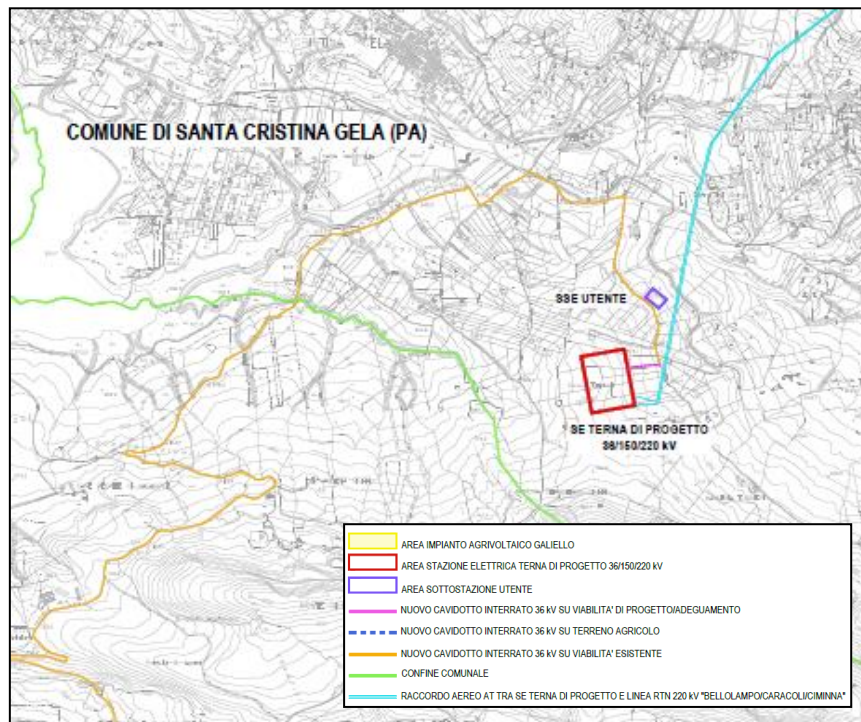 COMUNE DI SANTA CRISTINA GELA (PA)
SSE UTENTE
SE TERNA DI PROGETTO
36/150/220 kV
AREA IMPIANTO AGRIVOLTAICO GALIELLO
AREA STAZIONE ELETTRICA TERNA DI PROGETTO 36/150/220 kV
AREA SOTTOSTAZIONE UTENTE
NUOVO CAVIDOTTO INTERRATO 36 kV SU VIABILITA' DI PROGETTO/ADEGUAMENTO
NUOVO CAVIDOTTO INTERRATO 36 kV SU TERRENO AGRICOLO
NUOVO CAVIDOTTO INTERRATO 36 kV SU VIABILITA' ESISTENTE
CONFINE COMUNALE
RACCORDO AEREO AT TRA SE TERNA DI PROGETTO E LINEA RTN 220 kV "BELLOLAMPO/CARACOLI/CIMINNA"